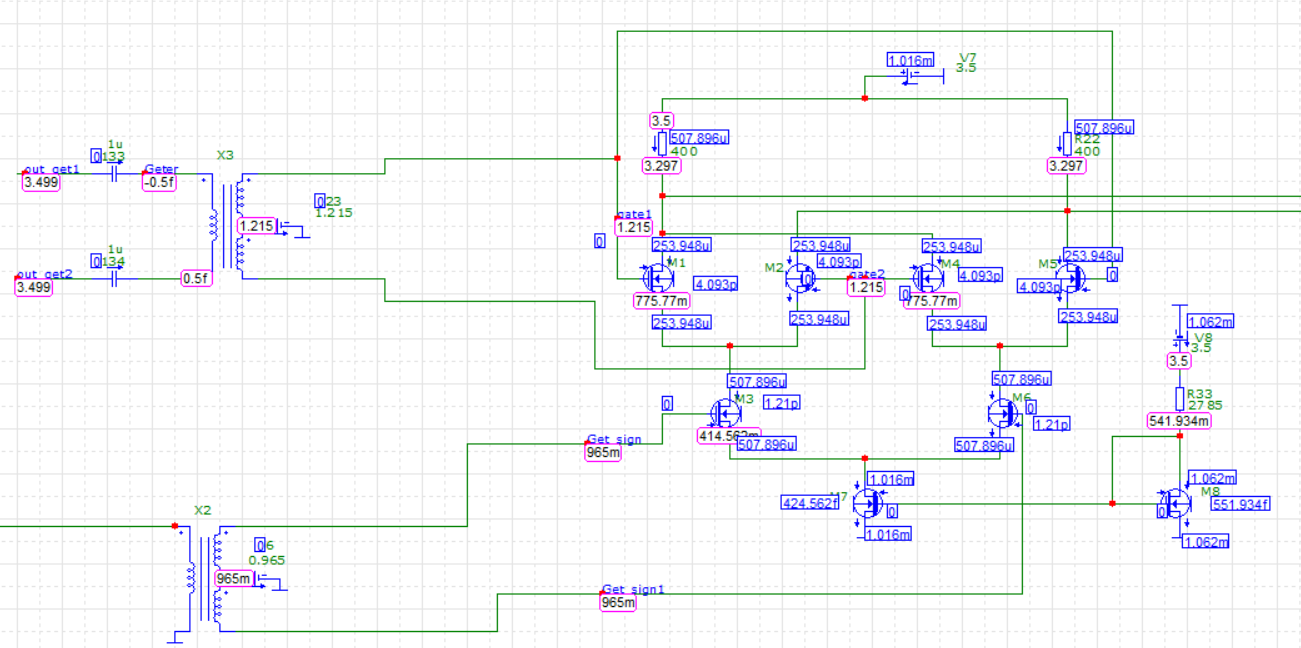 V7
1.016m
3.5
3.5
507.896u
400
3.297
507.896u
R22
400
3.297
1u
0
133
out_get1
3.499
Geter
-0.5f
X3
0
23
1.215
1.215
1u
0
134
out_get2
3.499
0.5f
gate1
1.215
0
253.948u
M1
4.093p
775.77m
253.948u
253.948u
4.093p
M2
0
253.948u
gate2
1.215
253.948u
M4
4.093p
0
775.77m
253.948u
253.948u
M5
0
4.093p
253.948u
1.062m
V8
3.5
3.5
R33
2785
541.934m
507.896u
0
M3
1.21p
507.896u
507.896u
M6
0
1.21p
507.896u
Get_sign
965m
1.016m
424.562f
0
1.016m
1.062m
M8
551.934f
0
1.062m
X2
0
6
0.965
965m
Get_sign1
965m